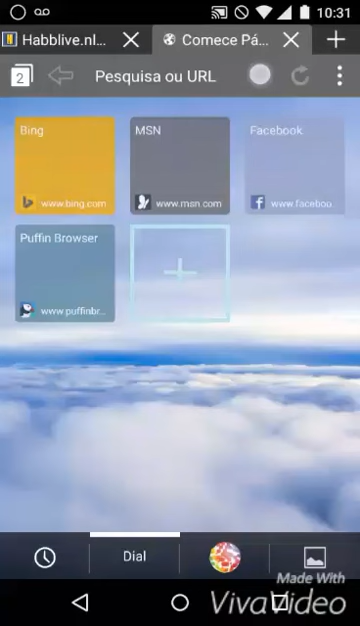 10:31
Habblive.nl...
Comece Pá...
2
Pesquisa ou URL
Bing
MSN
Facebook
www.bing.com
www.msn.com
www.facebou..
Puffin Browser
www.puffinbr...
Dial
Made With
VivaVideo